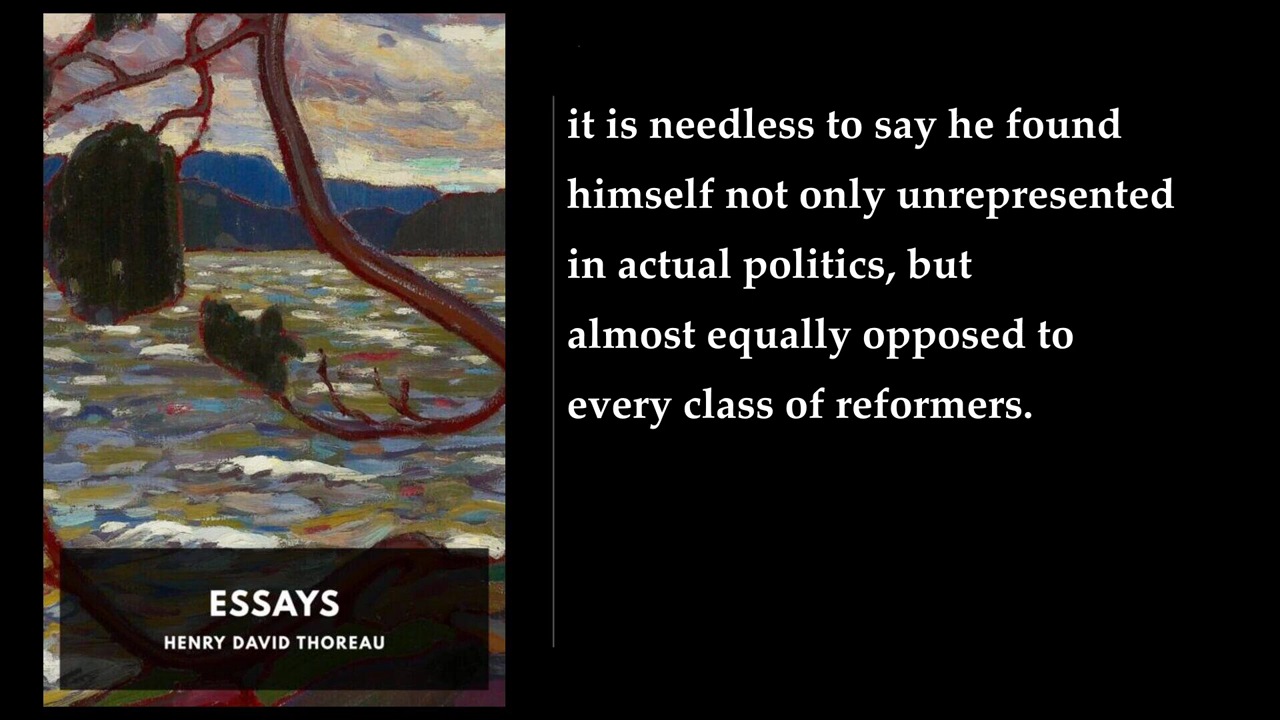 ESSAYS
HENRY DAVID THOREAU
it is needless to say he found
himself not only unrepresented
in actual politics, but
almost equally opposed to
every class of reformers.